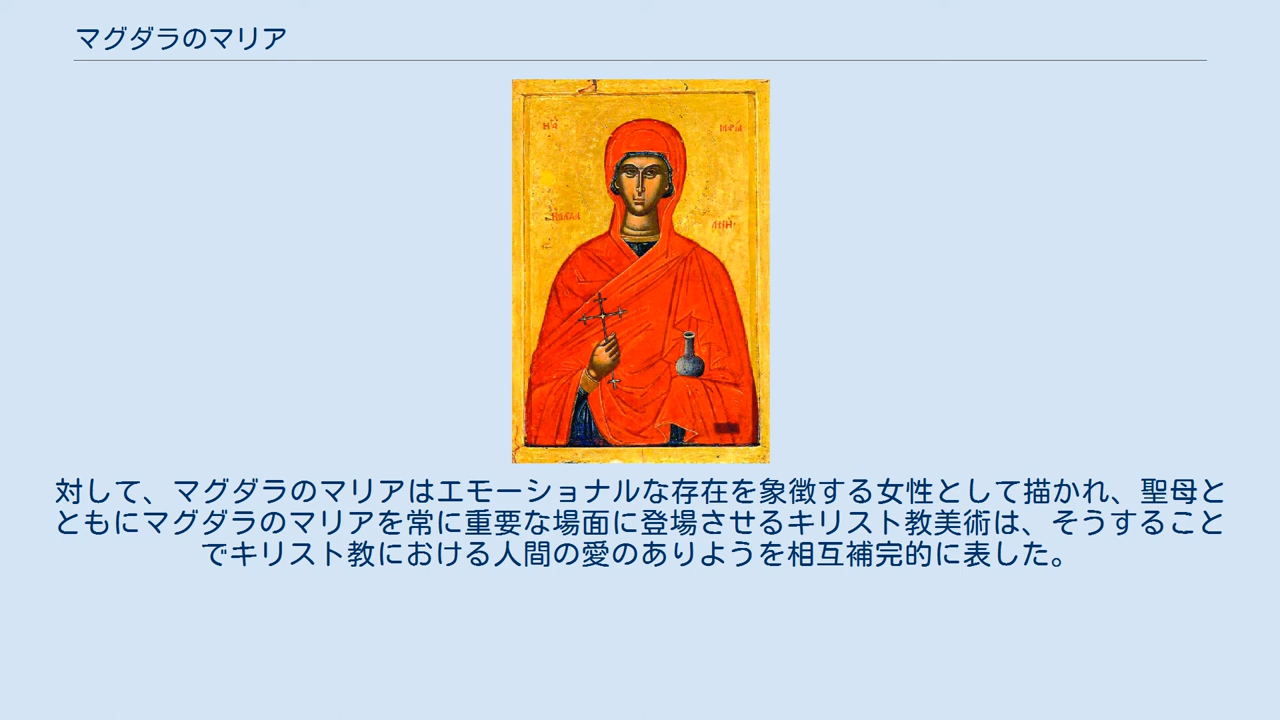 マグダラのマリア
ΜΑΡΙΑ
対して、マグダラのマリアはエモーショナルな存在を象徴する女性として描かれ、聖母と
ともにマグダラのマリアを常に重要な場面に登場させるキリスト教美術は、そうすること
でキリスト教における人間の愛のありようを相互補完的に表した。